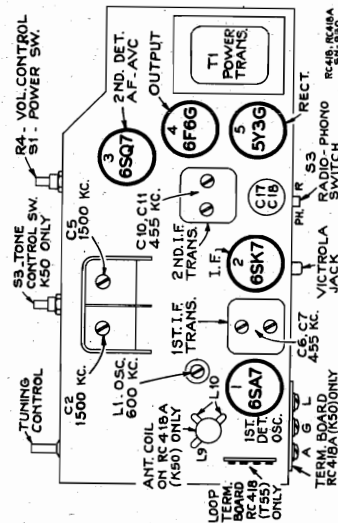 R4 - VOL. CONTROL
S1 - POWER SW.
S3 - TONE
CONTROL SW.
K50 ONLY
TUNING
CONTROL
2ND. DET.
AF-AVC
OUTPUT
3
6SQ7
4
6F6G
T1
POWER
TRANS.
5
5Y3G
RECT.
C5
1500 KC.
C2
1500 KC.
C10, C11
455 KC.
2ND. I.F.
TRANS.
C17
C18
1ST. I.F.
TRANS.
I.F.
2
6SK7
L1. OSC.
600 KC.
C6, C7
455 KC.
ANT. COIL
ON RC418A
(K50) ONLY
L9
L10
1ST.
DET.
OSC.
1
6SA7
LOOP
TERM.
BOARD
RC418
(T55)
ONLY
A G L
TERM. BOARD
RC418A (K50) ONLY
VICTROLA
JACK
PH. R
S3
RADIO-PHONO
SWITCH
RC418, RC418A